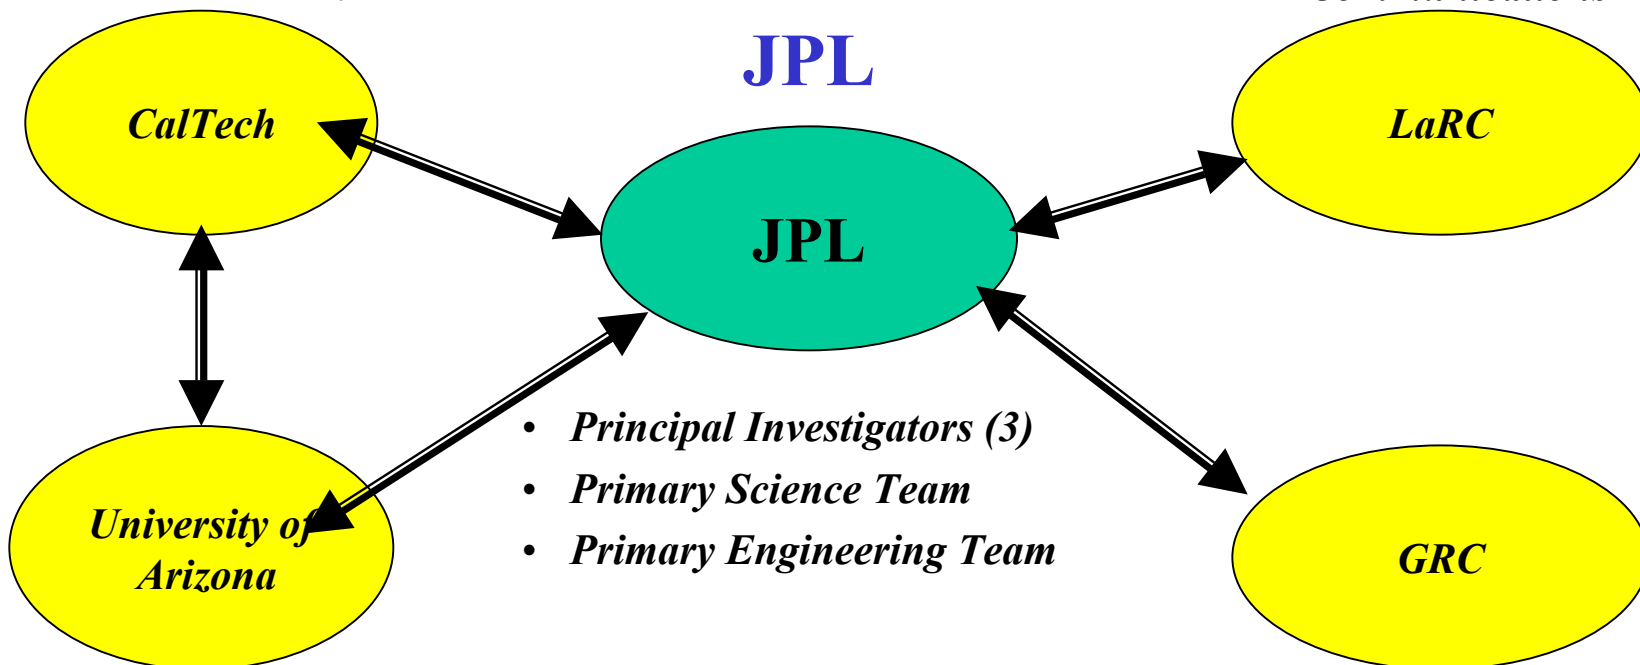 JPL
CalTech
LaRC
JPL
• Principal Investigators (3)
• Primary Science Team
• Primary Engineering Team
University of
Arizona
GRC